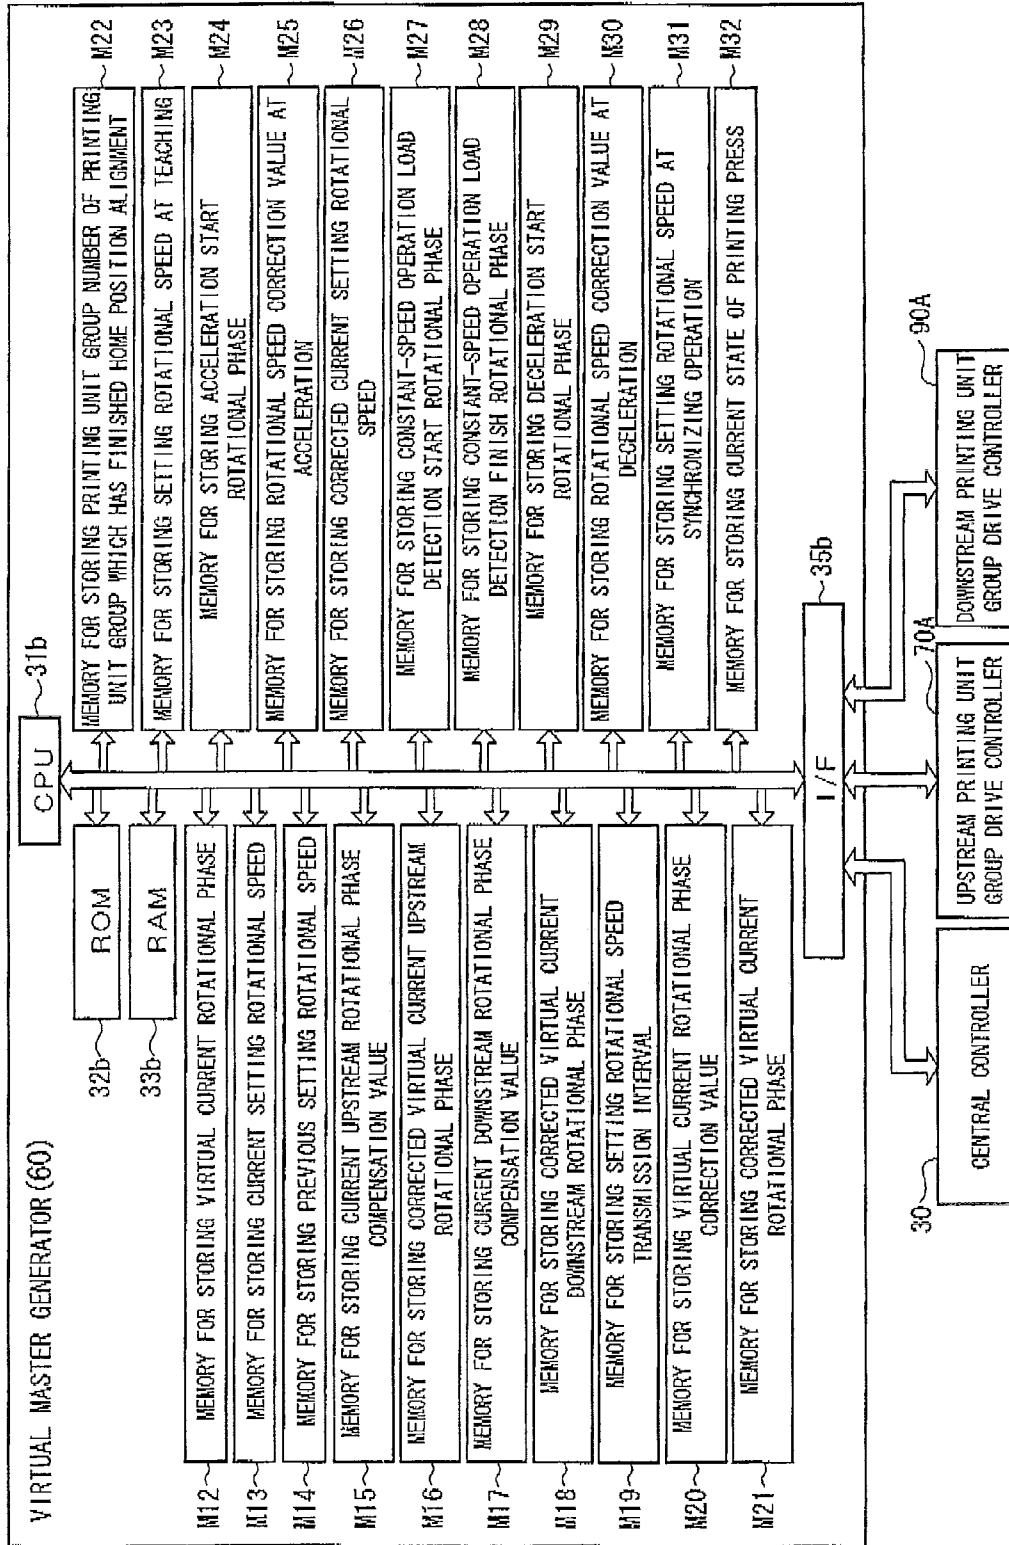 VIRTUAL MASTER GENERATOR(60)
CPU
31b
32b
ROM
33b
RAM
M12
MEMORY FOR STORING VIRTUAL CURRENT ROTATIONAL PHASE
M13
MEMORY FOR STORING CURRENT SETTING ROTATIONAL SPEED
M14
MEMORY FOR STORING PREVIOUS SETTING ROTATIONAL SPEED
M15
MEMORY FOR STORING CURRENT UPSTREAM ROTATIONAL PHASE
COMPENSATION VALUE
M16
MEMORY FOR STORING CORRECTED VIRTUAL CURRENT UPSTREAM
ROTATIONAL PHASE
M17
MEMORY FOR STORING CURRENT DOWNSTREAM ROTATIONAL PHASE
COMPENSATION VALUE
M18
MEMORY FOR STORING CORRECTED VIRTUAL CURRENT
DOWNSTREAM ROTATIONAL PHASE
M19
MEMORY FOR STORING SETTING ROTATIONAL SPEED
TRANSMISSION INTERVAL
M20
MEMORY FOR STORING VIRTUAL CURRENT ROTATIONAL PHASE
CORRECTION VALUE
M21
MEMORY FOR STORING CORRECTED VIRTUAL CURRENT
ROTATIONAL PHASE
MEMORY FOR STORING PRINTING UNIT GROUP NUMBER OF PRINTING
UNIT GROUP WHICH HAS FINISHED HOME POSITION ALIGNMENT
M22
MEMORY FOR STORING SETTING ROTATIONAL SPEED AT TEACHING
M23
MEMORY FOR STORING ACCELERATION START
ROTATIONAL PHASE
M24
MEMORY FOR STORING ROTATIONAL SPEED CORRECTION VALUE AT
ACCELERATION
M25
MEMORY FOR STORING CORRECTED CURRENT SETTING ROTATIONAL
SPEED
M26
MEMORY FOR STORING CONSTANT-SPEED OPERATION LOAD
DETECTION START ROTATIONAL PHASE
M27
MEMORY FOR STORING CONSTANT-SPEED OPERATION LOAD
DETECTION FINISH ROTATIONAL PHASE
M28
MEMORY FOR STORING DECELERATION START
ROTATIONAL PHASE
M29
MEMORY FOR STORING ROTATIONAL SPEED CORRECTION VALUE AT
DECELERATION
M30
MEMORY FOR STORING SETTING ROTATIONAL SPEED AT
SYNCHRONIZING OPERATION
M31
MEMORY FOR STORING CURRENT STATE OF PRINTING PRESS
M32
I/F
35b
30
CENTRAL CONTROLLER
70A
UPSTREAM PRINTING UNIT
GROUP DRIVE CONTROLLER
90A
DOWNSTREAM PRINTING UNIT
GROUP DRIVE CONTROLLER